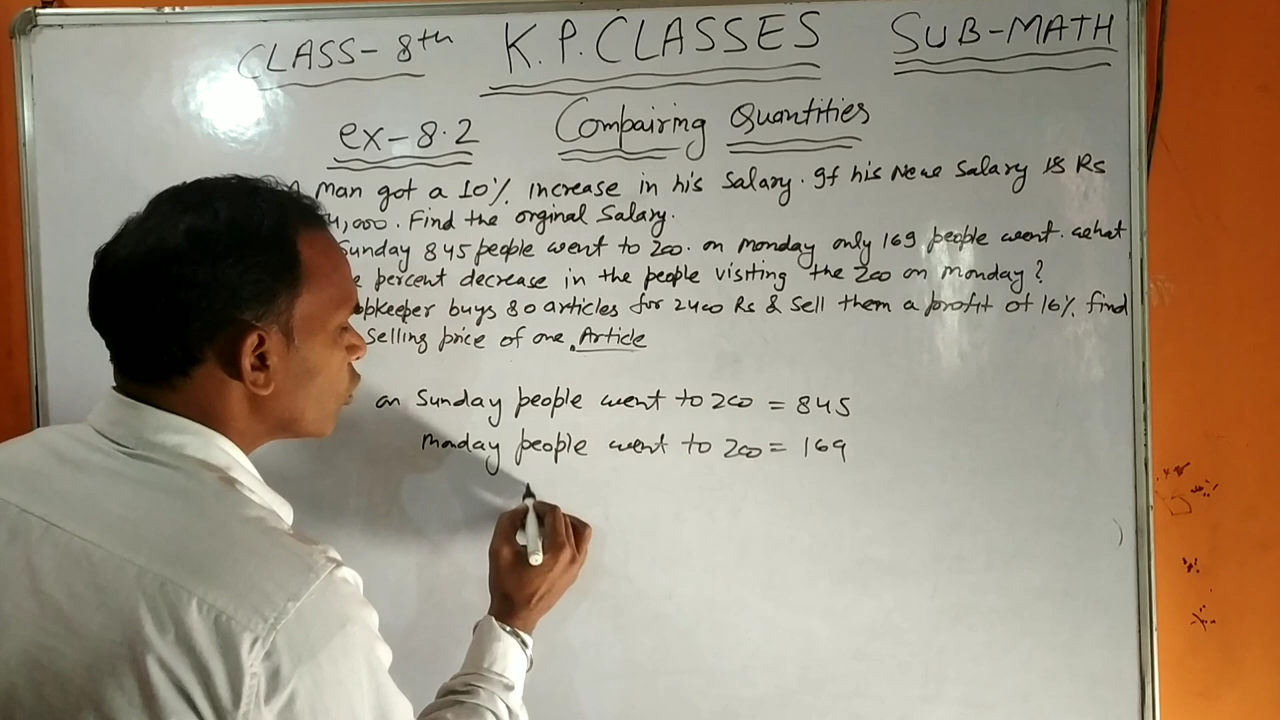 CLASS- 8th K.P. CLASSES SUB-MATH
ex-8.2 Compairing Quantities
A man got a 10% increase in his salary. If his New Salary is Rs
4,000. Find the orginal Salary.
Sunday 845 people went to zoo. on monday only 169 people went. what
percent decrease in the people visiting the zoo on monday?
opkeeper buys 80 articles for 2400 Rs & Sell them a profit of 16%. find
Selling price of one Article
on Sunday people went to zoo = 845
Monday people went to zoo = 169